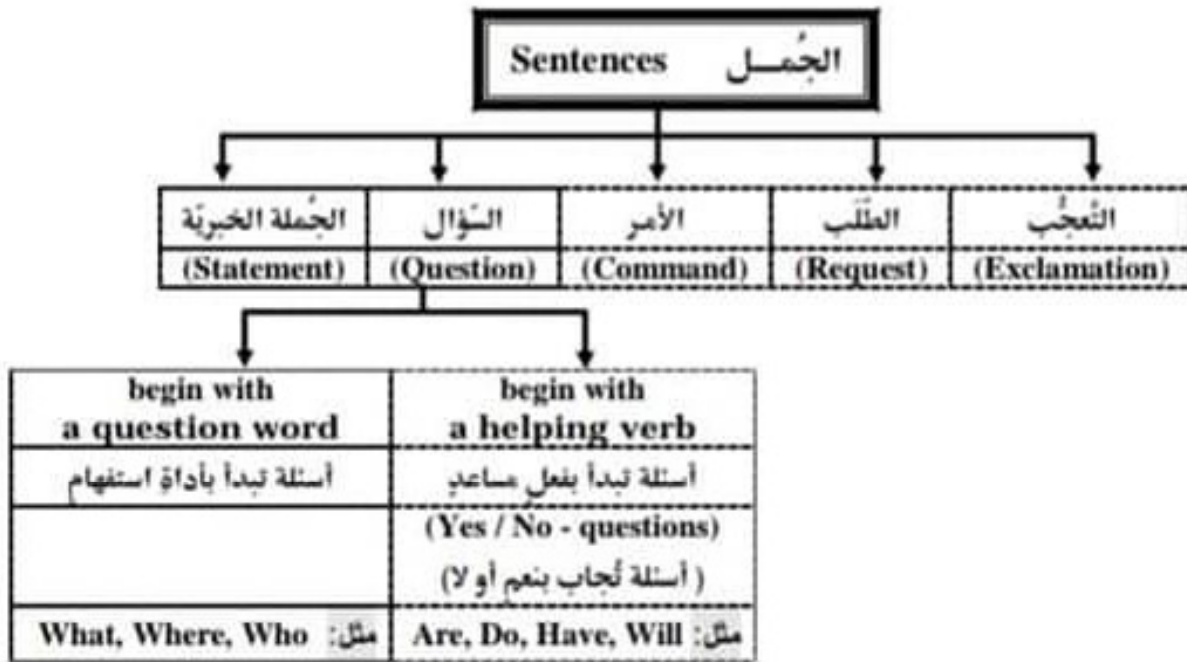 Sentences الجُمـــل
الجُملة الخبريّة
(Statement)
السّؤال
(Question)
الأمر
(Command)
الطَّلَب
(Request)
التَّعجُّب
(Exclamation)
begin with
a question word
أسئلة تبدأ بأداةِ استفهام
مثل: What, Where, Who
begin with
a helping verb
أسئلة تبدأ بفعلٍ مساعدٍ
(Yes / No - questions)
( أسئلة تُجاب بنعم أو لا)
مثل: Are, Do, Have, Will